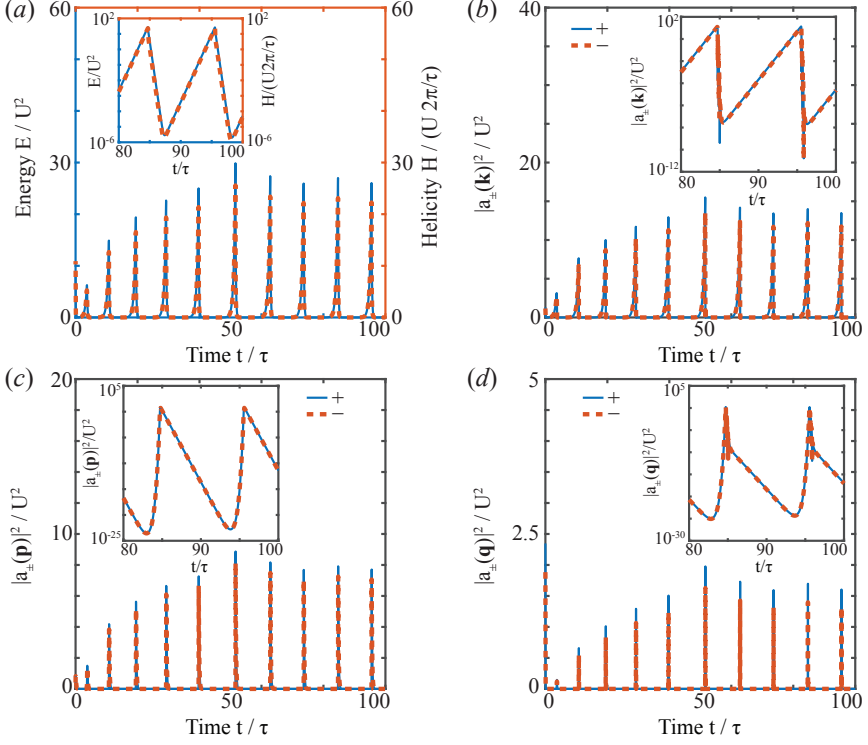 (a)
60
30
0
Energy E / U²
60
30
0
Helicity H / (U 2π/τ)
0
50
100
Time t / τ
10²
10⁻⁶
E/U²
10²
10⁻⁶
H/(U2π/τ)
80
90
100
t/τ
(b)
40
20
0
|a±(k)|² / U²
0
50
100
Time t / τ
+
−
10²
10⁻¹²
|a±(k)|²/U²
80
90
100
t/τ
(c)
20
10
0
|a±(p)|² / U²
0
50
100
Time t / τ
+
−
10⁵
10⁻²⁵
|a±(p)|²/U²
80
90
100
t/τ
(d)
5
2.5
0
|a±(q)|² / U²
0
50
100
Time t / τ
+
−
10⁵
10⁻³⁰
|a±(q)|²/U²
80
90
100
t/τ